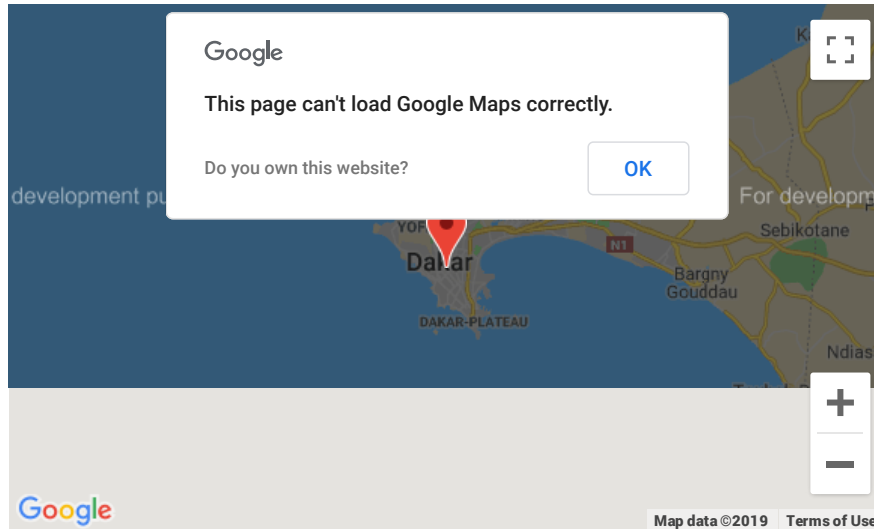 Google
This page can't load Google Maps correctly.
Do you own this website?
OK
development pu
For developm
YOF
Sebikotane
N1
Dakar
Bargny
Gouddau
DAKAR-PLATEAU
Ndias
Google
Map data ©2019 Terms of Use